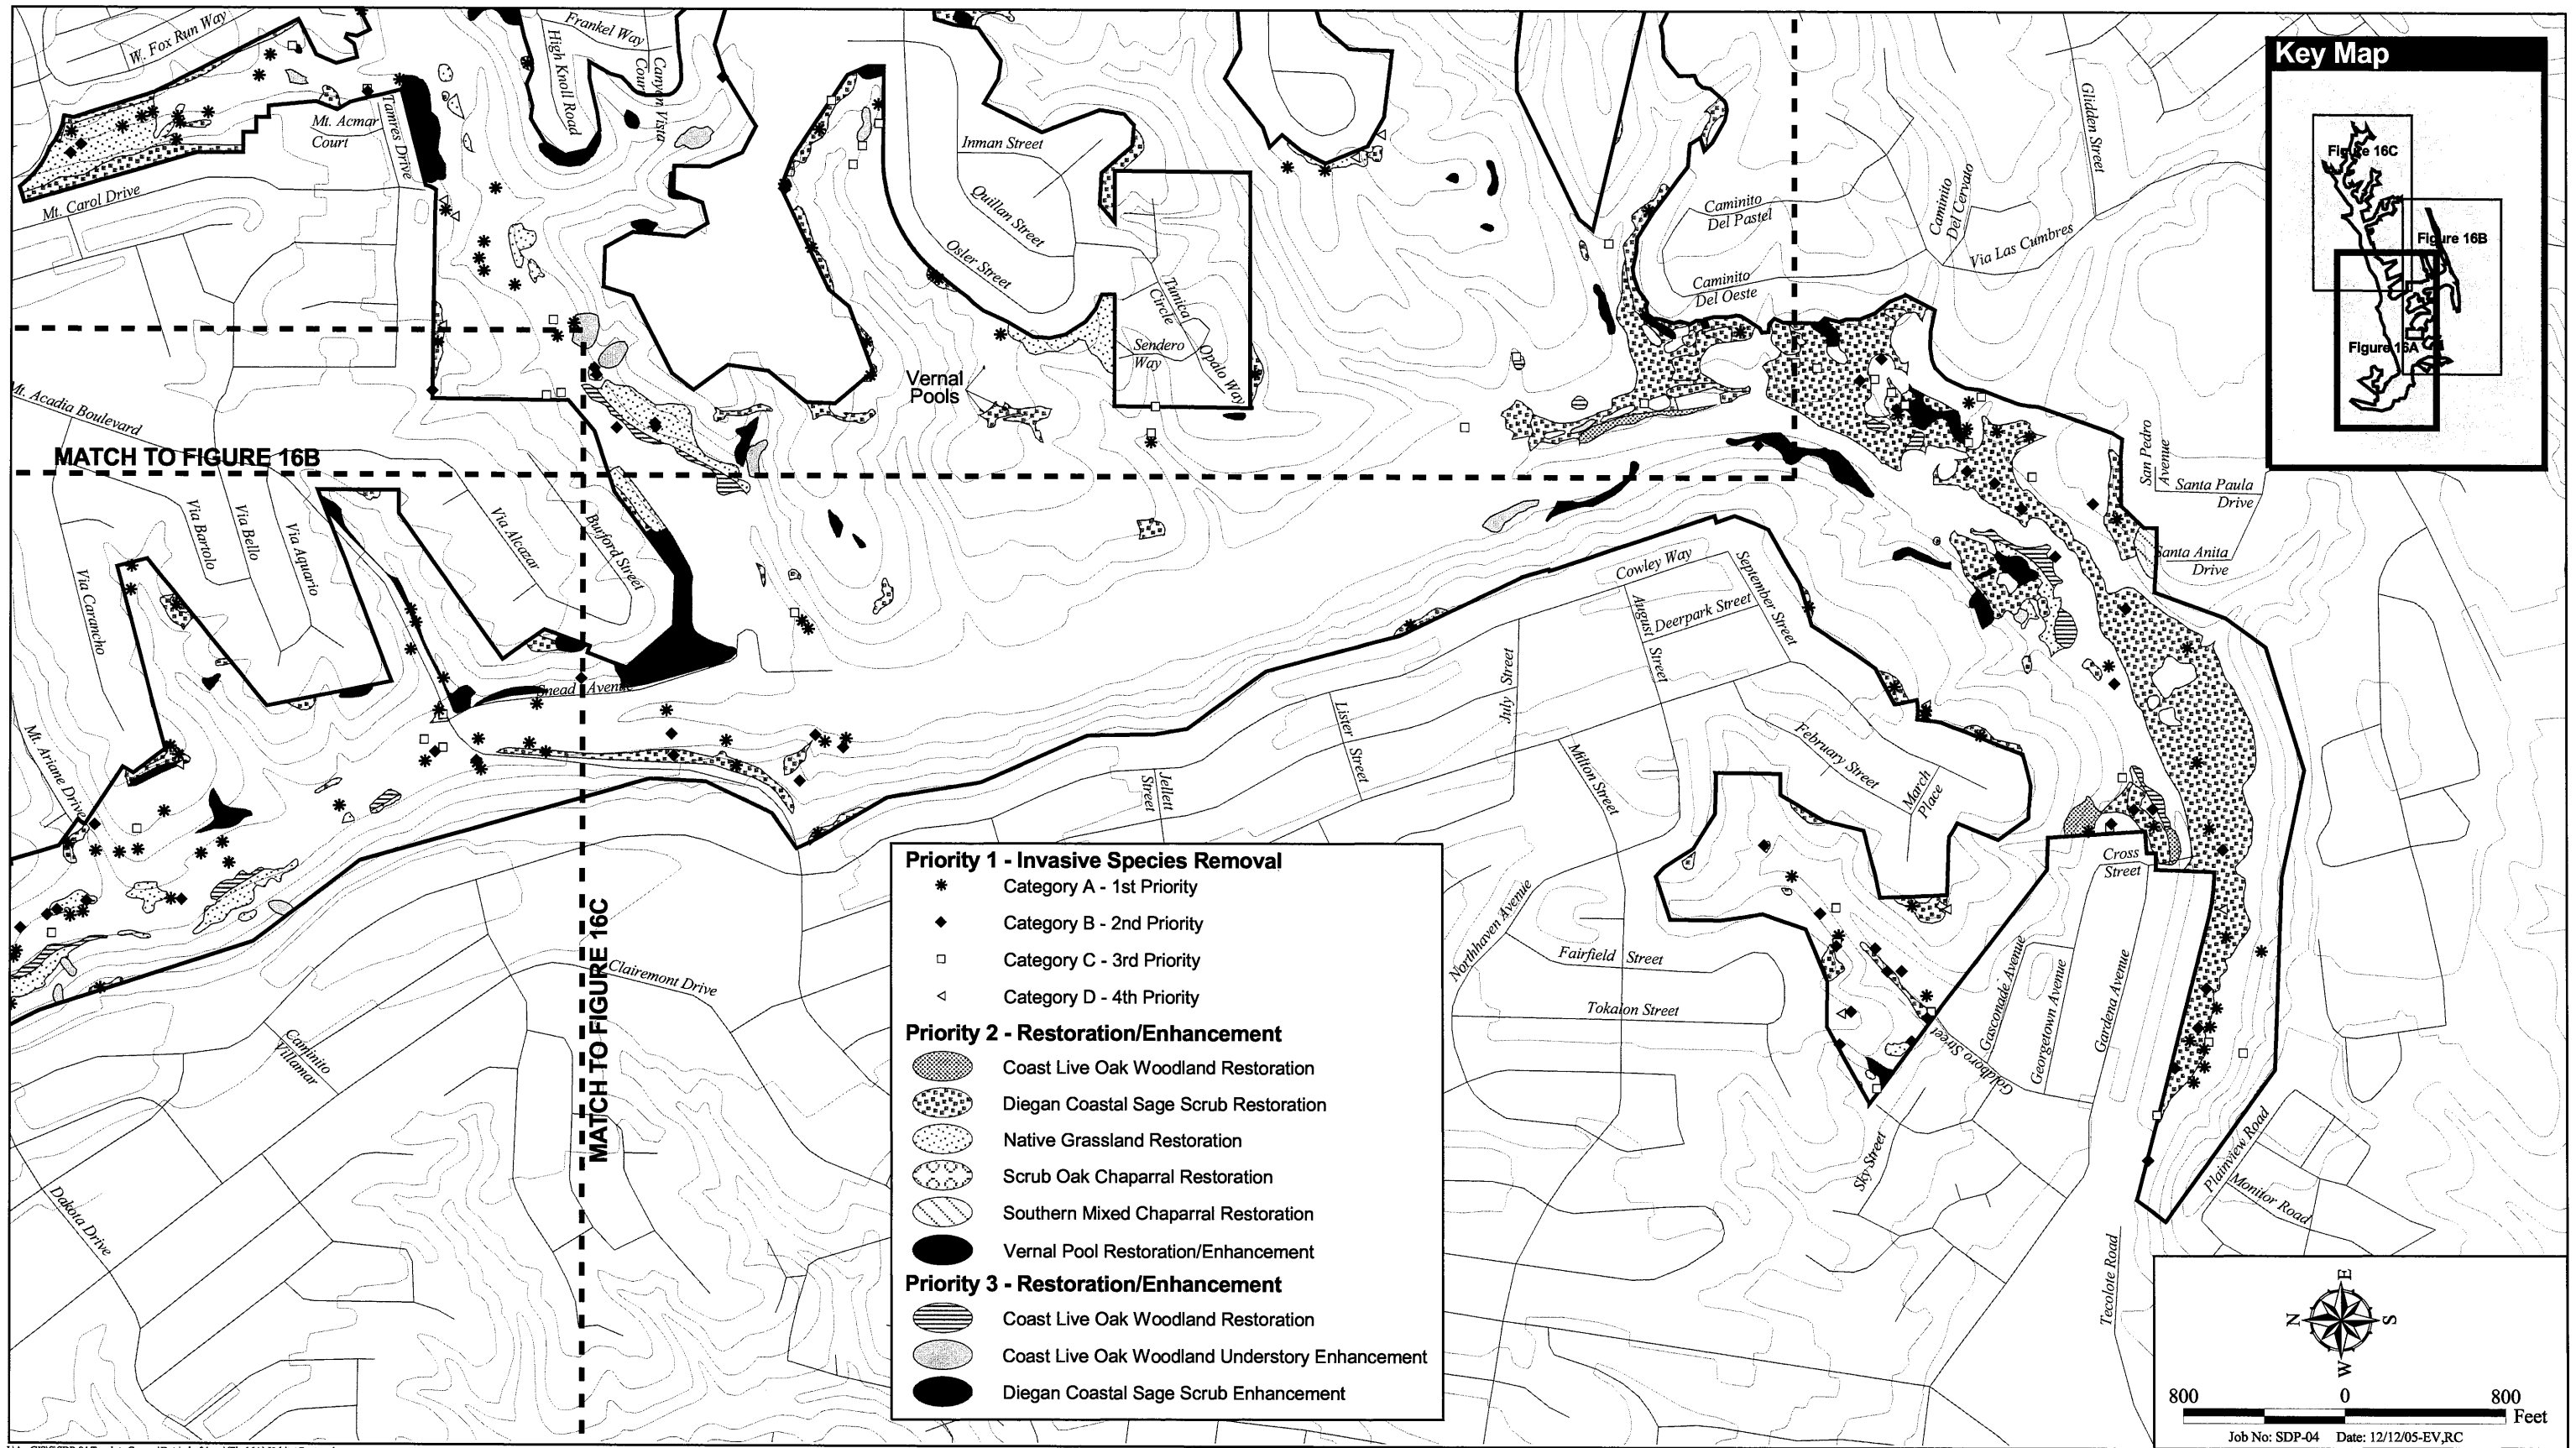 W. Fox Run Way
Frankel Way
High Knoll Road
Canyon Vista
Court
Mt. Acmar
Court
Tamres Drive
Mt. Carol Drive
Inman Street
Quillan Street
Osler Street
Tunica
Circle
Sendero
Way
Opalo Way
Vernal
Pools
Caminito
Del Pastel
Caminito
Del Oeste
Caminito
Del Cervato
Via Las Cumbres
Glidden Street
Key Map
Figure 16C
Figure 16B
Figure 16A
Mt. Acadia Boulevard
MATCH TO FIGURE 16B
Via Bartolo
Via Bello
Via Aquario
Via Alcazar
Burford Street
Via Carancho
Snead Avenue
Mt. Ariane Drive
San Pedro
Avenue
Santa Paula
Drive
Santa Anita
Drive
Cowley Way
September Street
August
Street
Deerpark Street
July Street
Lister
Street
Jellett
Street
Milton Street
February Street
March
Place
Cross
Street
Northaven Avenue
Fairfield Street
Tokalon Street
Gasconade Avenue
Georgetown Avenue
Gardena Avenue
Goldboro Street
Sky Street
Plainview Road
Monitor Road
Tecolote Road
Clairemont Drive
MATCH TO FIGURE 16C
Caminito
Villamar
Dakota Drive
Priority 1 - Invasive Species Removal
Category A - 1st Priority
Category B - 2nd Priority
Category C - 3rd Priority
Category D - 4th Priority
Priority 2 - Restoration/Enhancement
Coast Live Oak Woodland Restoration
Diegan Coastal Sage Scrub Restoration
Native Grassland Restoration
Scrub Oak Chaparral Restoration
Southern Mixed Chaparral Restoration
Vernal Pool Restoration/Enhancement
Priority 3 - Restoration/Enhancement
Coast Live Oak Woodland Restoration
Coast Live Oak Woodland Understory Enhancement
Diegan Coastal Sage Scrub Enhancement
N
E
S
W
800 0 800
Feet
Job No: SDP-04 Date: 12/12/05-EV,RC